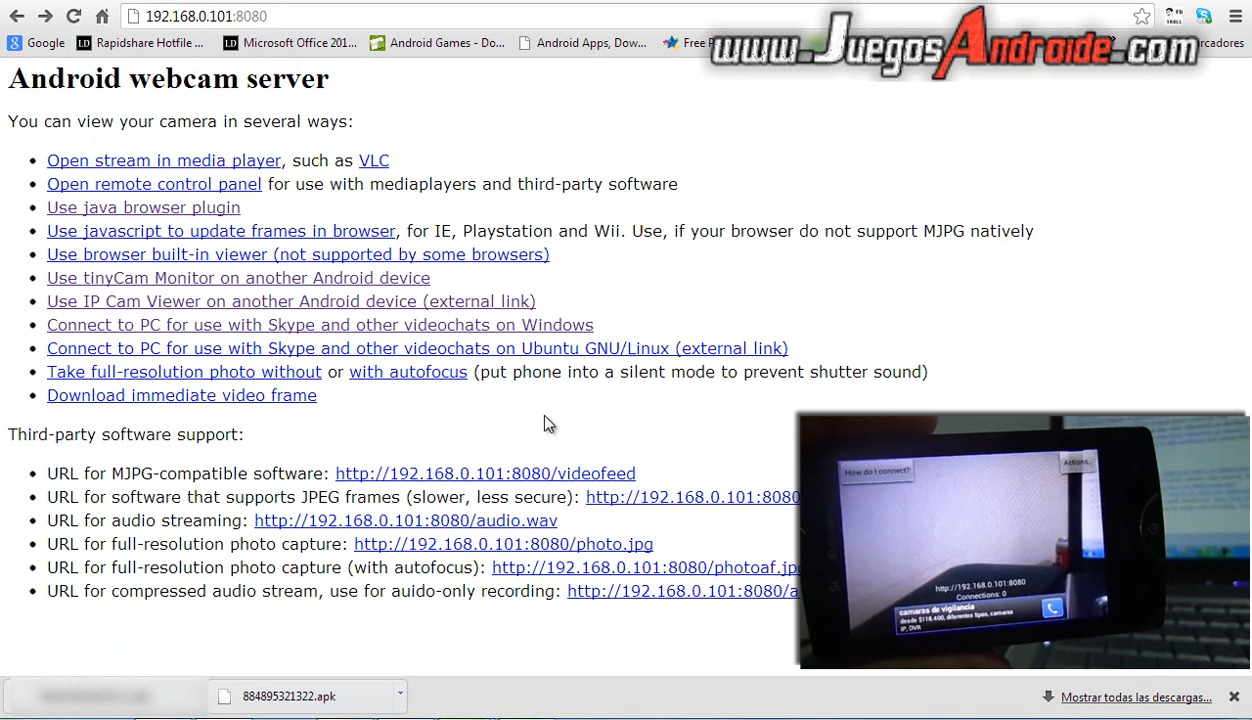 192.168.0.101:8080
Google
Rapidshare Hotfile ...
Microsoft Office 201...
Android Games - Do...
Android Apps, Dow...
Free
arcadores
www.JuegosAndroide.com
Android webcam server
You can view your camera in several ways:
Open stream in media player, such as VLC
Open remote control panel for use with mediaplayers and third-party software
Use java browser plugin
Use javascript to update frames in browser, for IE, Playstation and Wii. Use, if your browser do not support MJPG natively
Use browser built-in viewer (not supported by some browsers)
Use tinyCam Monitor on another Android device
Use IP Cam Viewer on another Android device (external link)
Connect to PC for use with Skype and other videochats on Windows
Connect to PC for use with Skype and other videochats on Ubuntu GNU/Linux (external link)
Take full-resolution photo without or with autofocus (put phone into a silent mode to prevent shutter sound)
Download immediate video frame
Third-party software support:
URL for MJPG-compatible software: http://192.168.0.101:8080/videofeed
URL for software that supports JPEG frames (slower, less secure): http://192.168.0.101:8080
URL for audio streaming: http://192.168.0.101:8080/audio.wav
URL for full-resolution photo capture: http://192.168.0.101:8080/photo.jpg
URL for full-resolution photo capture (with autofocus): http://192.168.0.101:8080/photoaf.jp
URL for compressed audio stream, use for auido-only recording: http://192.168.0.101:8080/a
How do I connect?
Actions...
http://192.168.0.101:8080
Connections: 0
camaras de vigilancia
desde $118.400, diferentes tipos, camaras
IP, DVR
884895321322.apk
Mostrar todas las descargas...